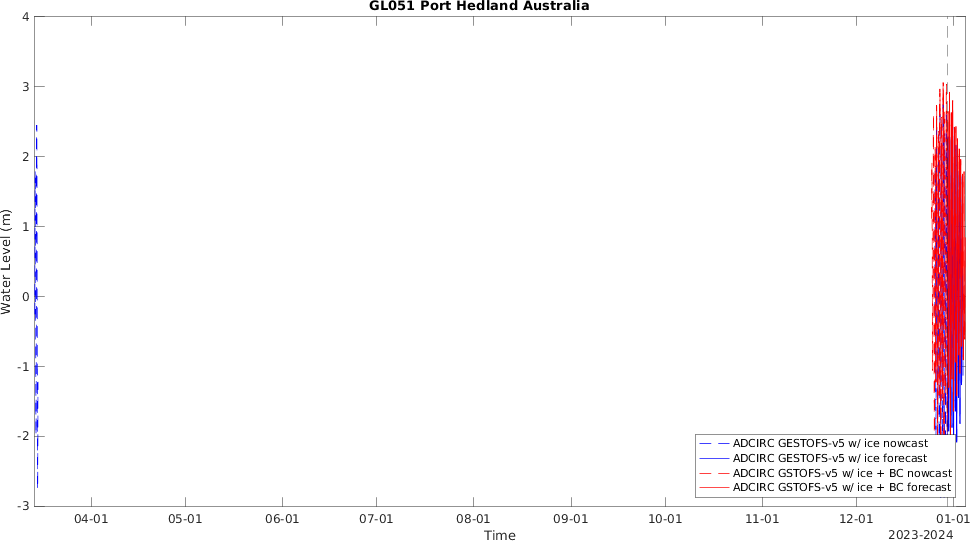 GL051 Port Hedland Australia
Water Level (m)
4
3
2
1
0
-1
-2
-3
ADCIRC GESTOFS-v5 w/ ice nowcast
ADCIRC GESTOFS-v5 w/ ice forecast
ADCIRC GSTOFS-v5 w/ ice + BC nowcast
ADCIRC GSTOFS-v5 w/ ice + BC forecast
04-01 05-01 06-01 07-01 08-01 09-01 10-01 11-01 12-01 01-01
Time
2023-2024